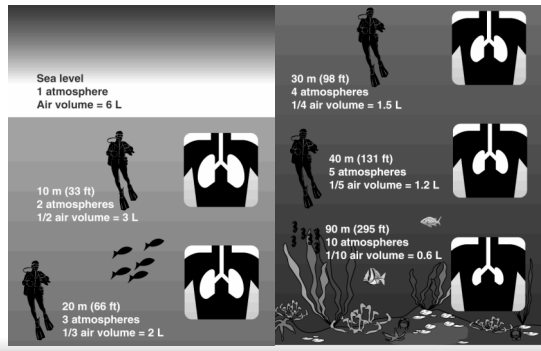 Sea level
1 atmosphere
Air volume = 6 L
10 m (33 ft)
2 atmospheres
1/2 air volume = 3 L
20 m (66 ft)
3 atmospheres
1/3 air volume = 2 L
30 m (98 ft)
4 atmospheres
1/4 air volume = 1.5 L
40 m (131 ft)
5 atmospheres
1/5 air volume = 1.2 L
90 m (295 ft)
10 atmospheres
1/10 air volume = 0.6 L